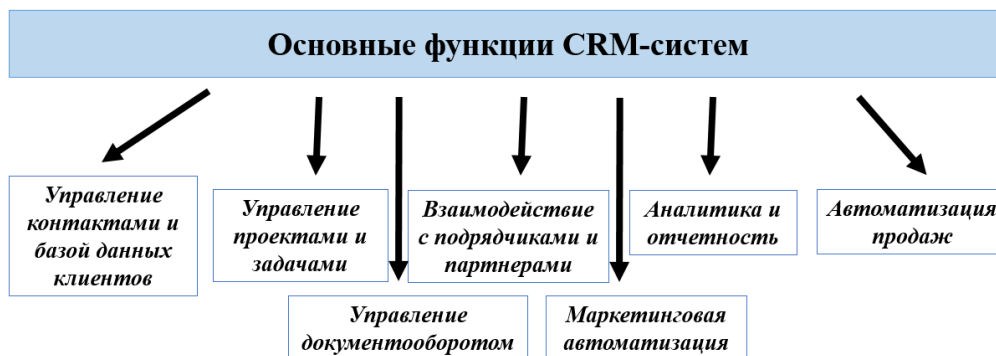 Основные функции CRM-систем
Управление
контактами и
базой данных
клиентов
Управление
проектами и
задачами
Взаимодействие
с подрядчиками и
партнерами
Аналитика и
отчетность
Автоматизация
продаж
Управление
документооборотом
Маркетинговая
автоматизация